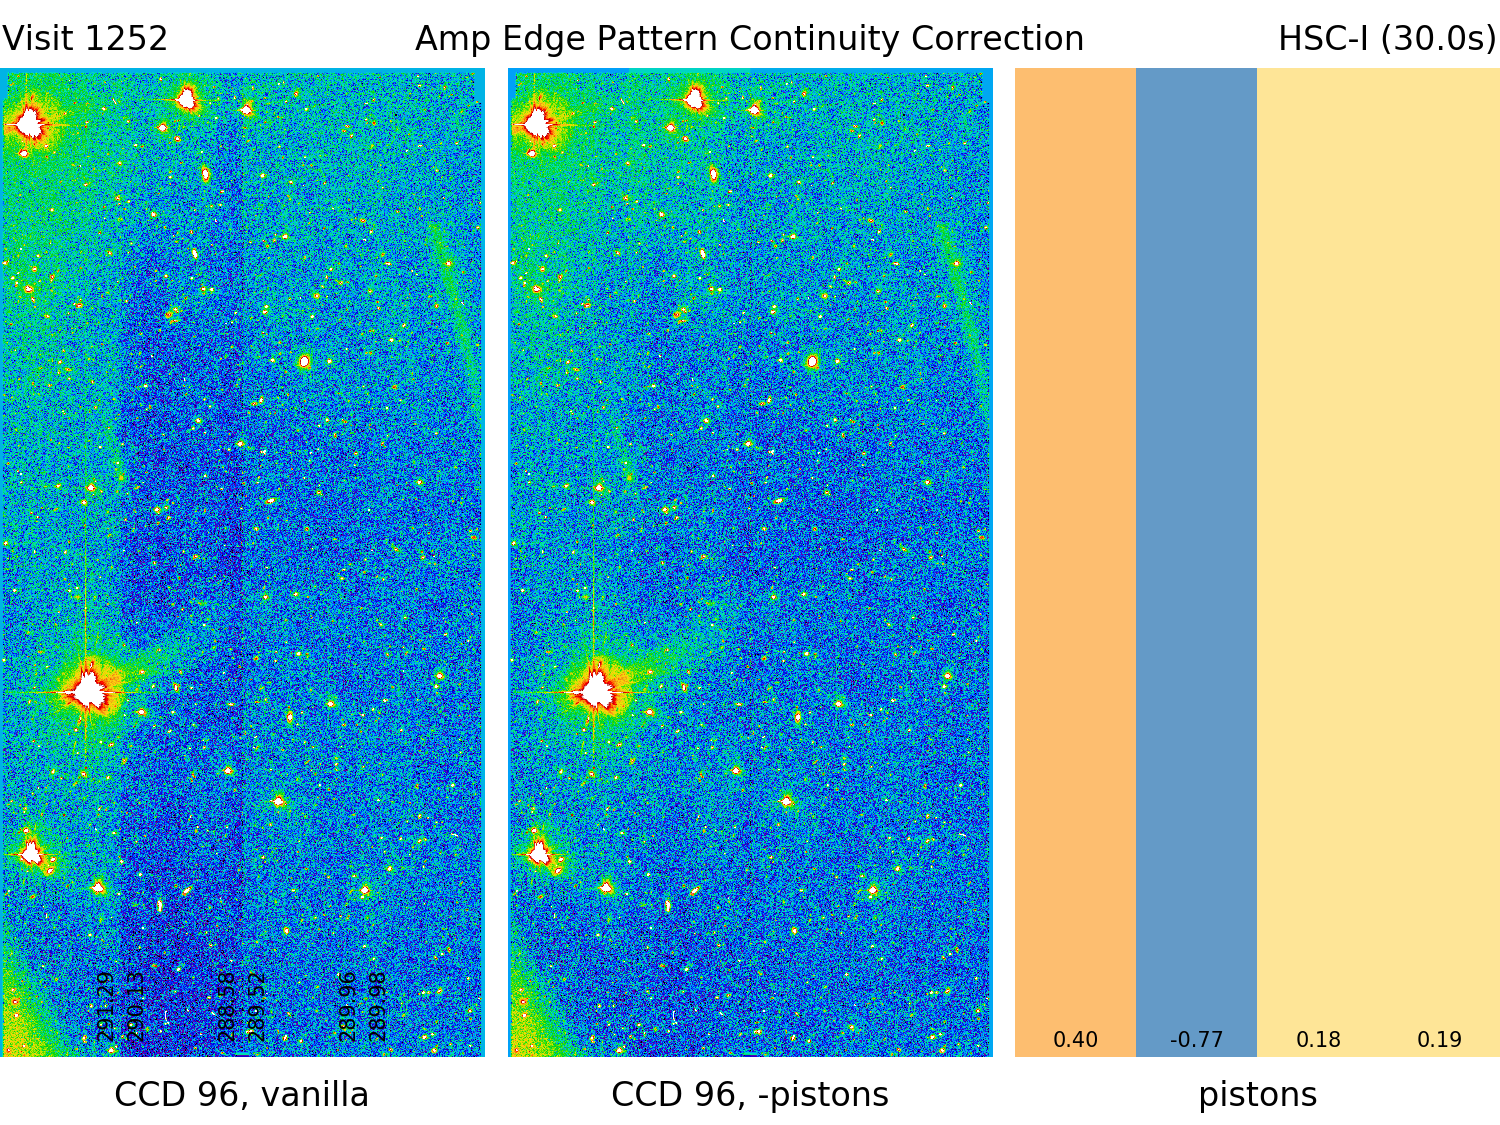 Visit 1252
Amp Edge Pattern Continuity Correction
HSC-I (30.0s)
291.29
290.13
288.58
289.52
289.96
289.98
0.40
-0.77
0.18
0.19
CCD 96, vanilla
CCD 96, -pistons
pistons